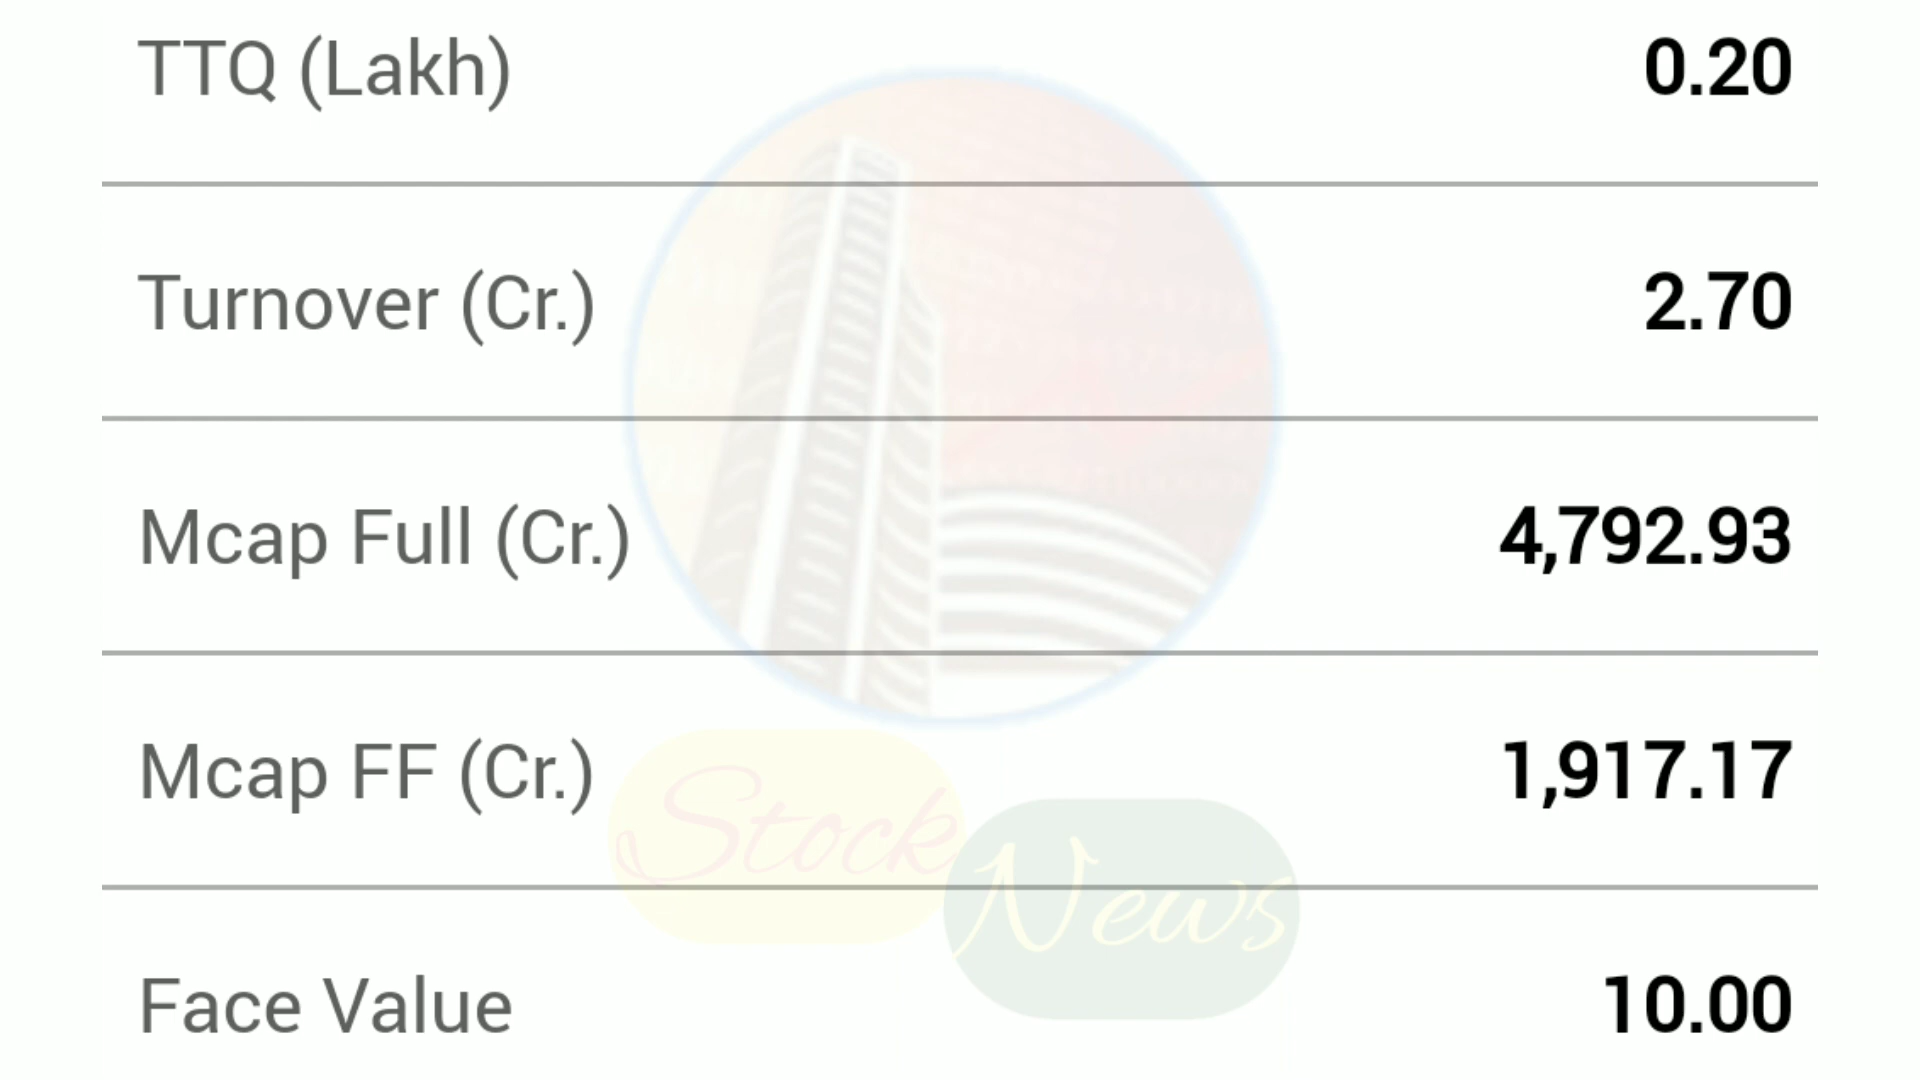 TTQ (Lakh) 0.20
Turnover (Cr.) 2.70
Mcap Full (Cr.) 4,792.93
Mcap FF (Cr.) 1,917.17
Stock
News
Face Value 10.00